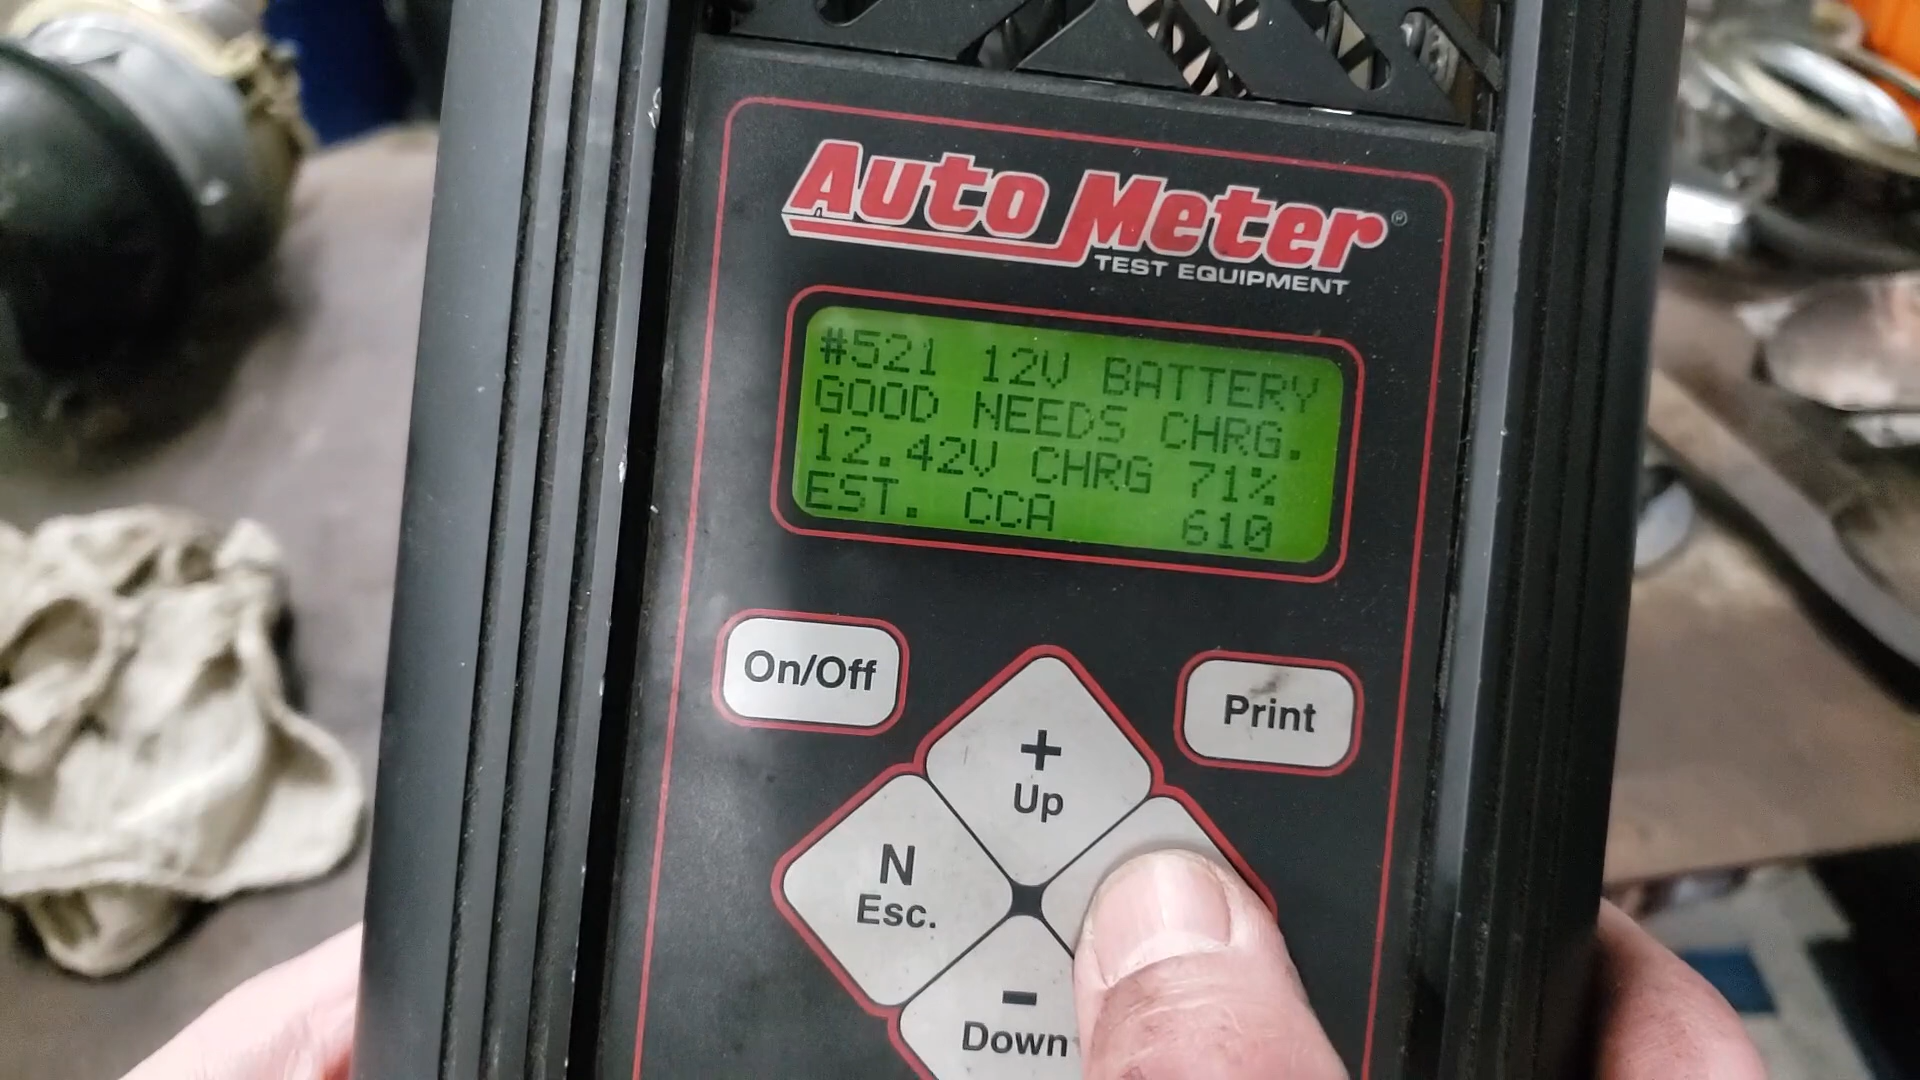 Auto Meter®
TEST EQUIPMENT
#521 12V BATTERY
GOOD NEEDS CHRG.
12.42V CHRG 71%
EST. CCA 610
On/Off
Print
+
Up
N
Esc.
-
Down